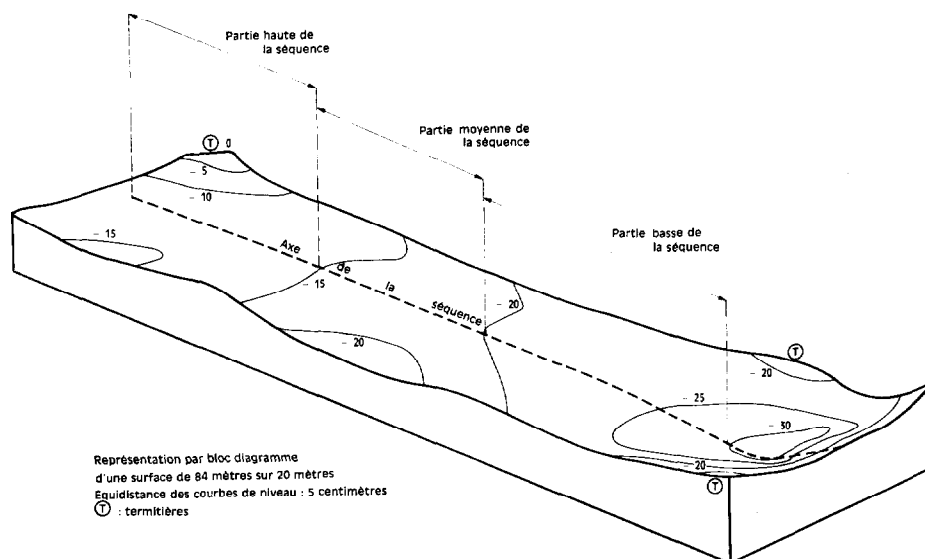 Partie haute de
la séquence
Partie moyenne de
la séquence
Partie basse de
la séquence
T 0
- 5
- 10
- 15
Axe de la séquence
- 15
- 20
- 20
T
- 20
- 25
- 30
20
T
Représentation par bloc diagramme
d'une surface de 84 mètres sur 20 mètres
Equidistance des courbes de niveau : 5 centimètres
T : termitières